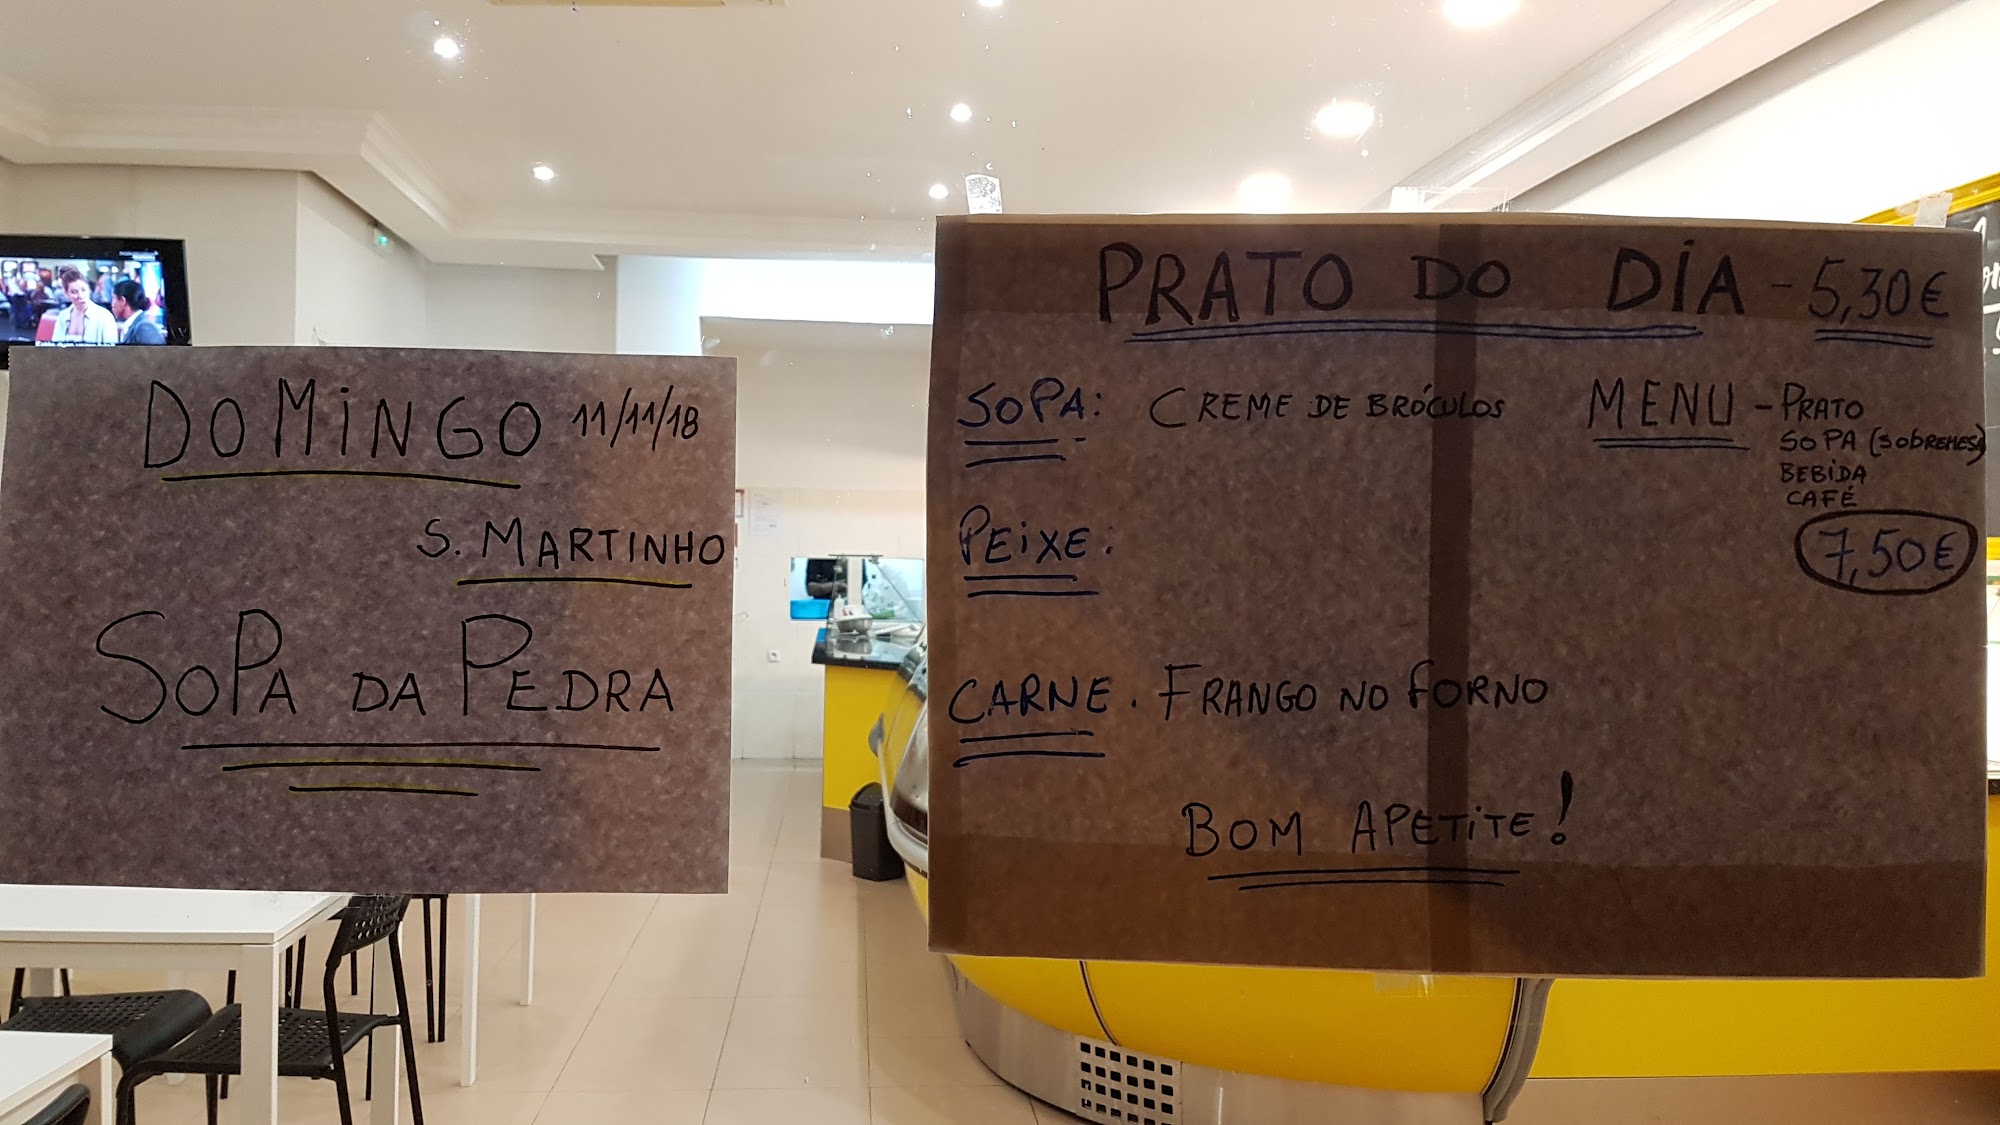 DOMINGO 11/11/18
S. MARTINHO
SOPA DA PEDRA
PRATO DO DIA - 5,30€
SOPA: CREME DE BRÓCULOS
MENU - PRATO
SOPA (SOBREMES)
BEBIDA
CAFÉ
7,50€
PEIXE:
CARNE. FRANGO NO FORNO
BOM APETITE!